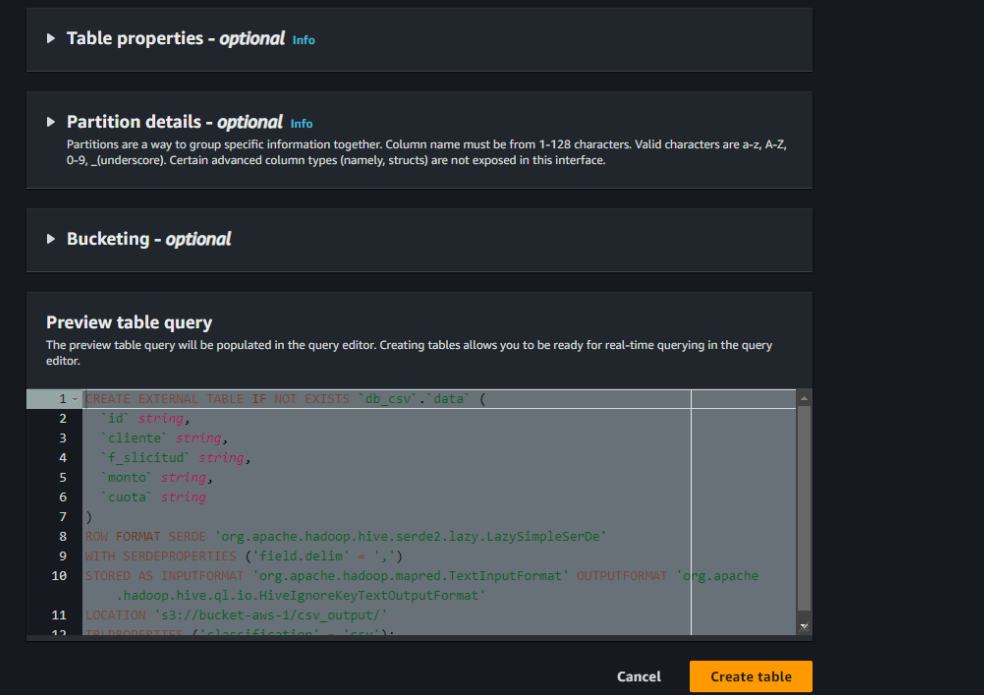 Table properties - optional Info
Partition details - optional Info
Partitions are a way to group specific information together. Column name must be from 1-128 characters. Valid characters are a-z, A-Z,
0-9, _(underscore). Certain advanced column types (namely, structs) are not exposed in this interface.
Bucketing - optional
Preview table query
The preview table query will be populated in the query editor. Creating tables allows you to be ready for real-time querying in the query
editor.
1 CREATE EXTERNAL TABLE IF NOT EXISTS `db_csv`.`data` (
2 `id` string,
3 `cliente` string,
4 `f_slicitud` string,
5 `monto` string,
6 `cuota` string
7 )
8 ROW FORMAT SERDE 'org.apache.hadoop.hive.serde2.lazy.LazySimpleSerDe'
9 WITH SERDEPROPERTIES ('field.delim' = ',')
10 STORED AS INPUTFORMAT 'org.apache.hadoop.mapred.TextInputFormat' OUTPUTFORMAT 'org.apache
.hadoop.hive.ql.io.HiveIgnoreKeyTextOutputFormat'
11 LOCATION 's3://bucket-aws-1/csv_output/'
12 TBLPROPERTIES ('classification' = 'csv');
Cancel Create table